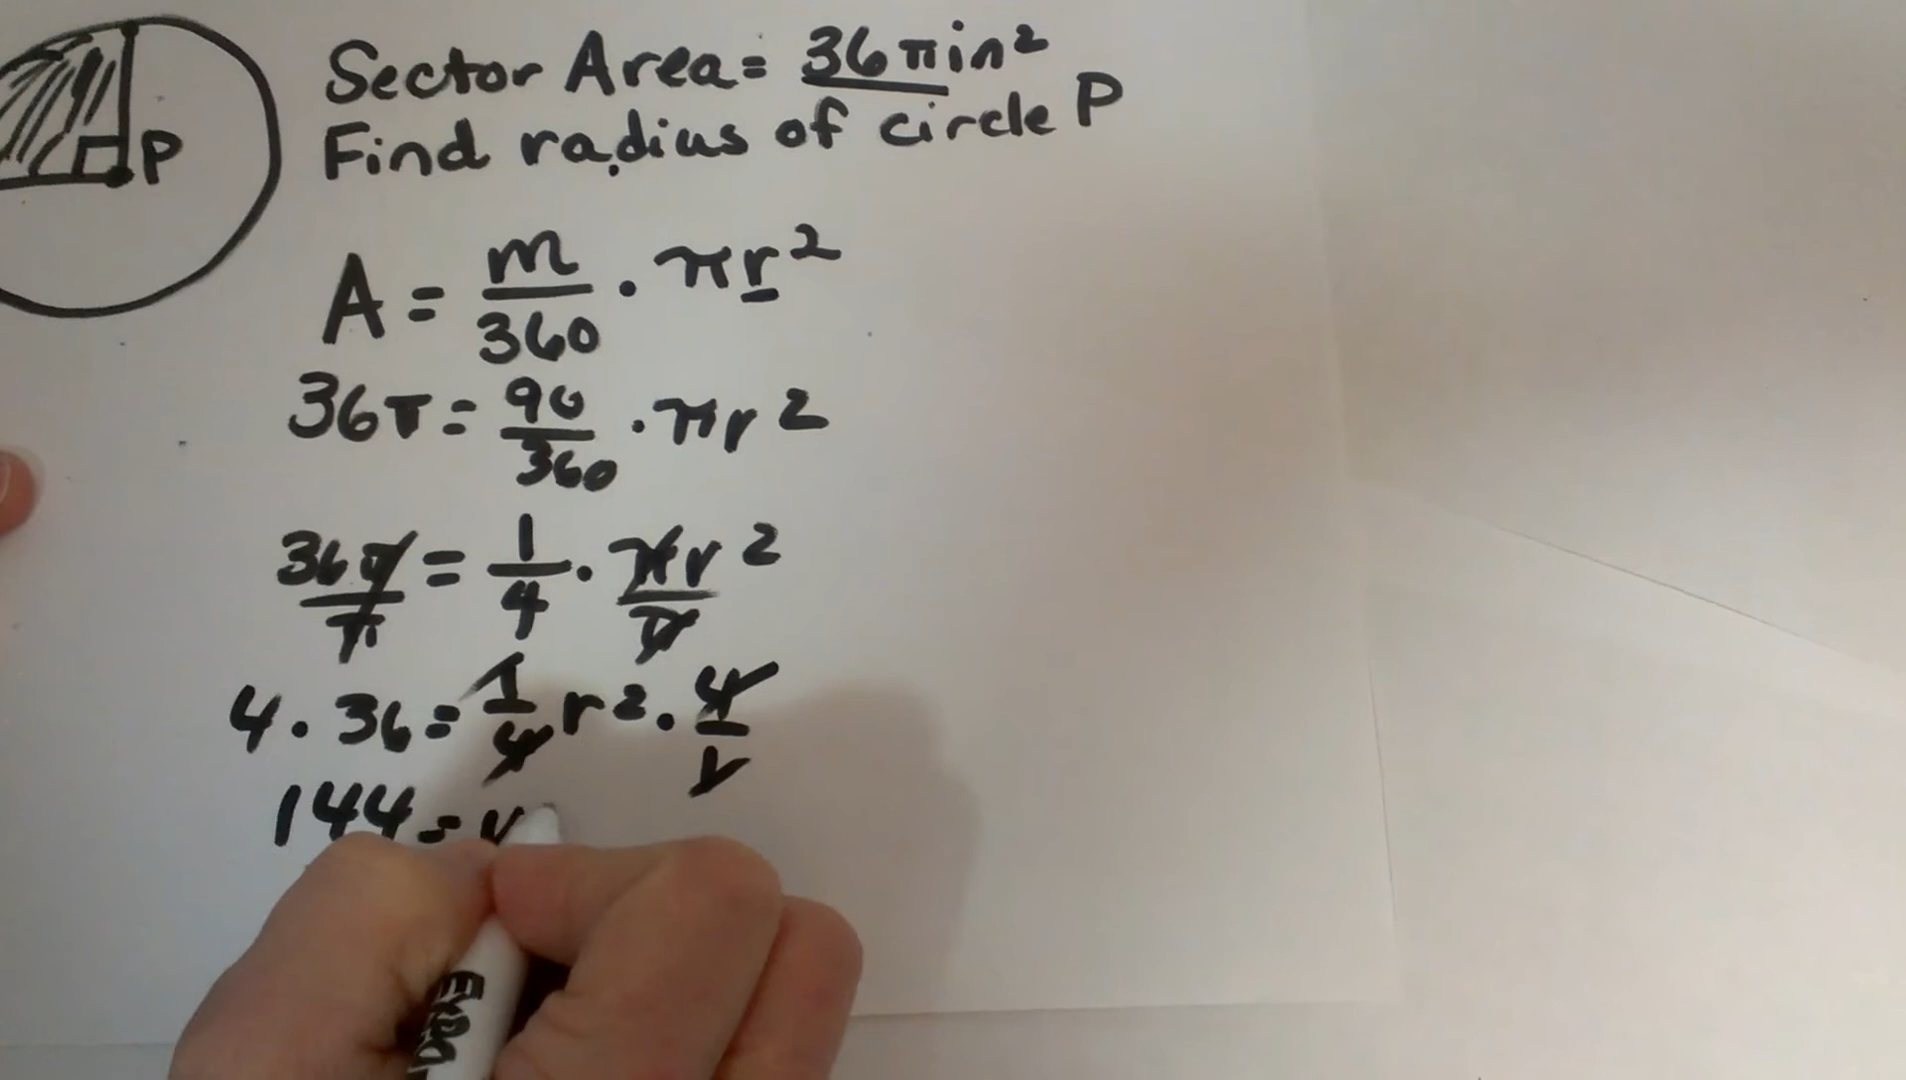 Sector Area= 36π in²
Find radius of circle P
P
A = m/360 · πr²
36π = 90/360 · πr²
36π/π = 1/4 · πr²/π
4 · 36 = 1/4 r² · 4/1
144 = r
EXPO